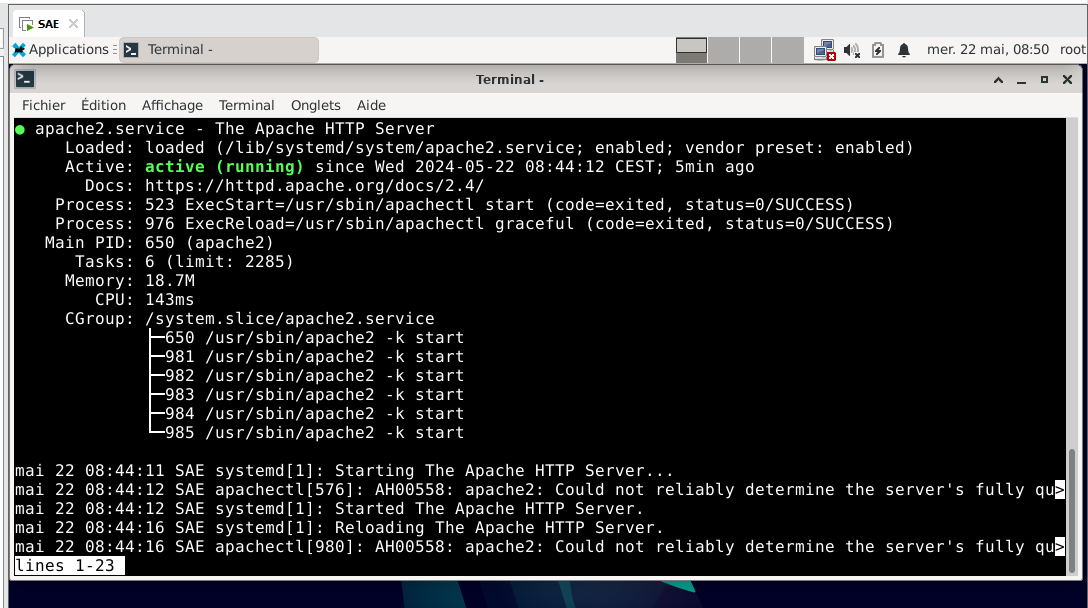 SAE
Applications
Terminal -
mer. 22 mai, 08:50 root
Terminal -
Fichier Édition Affichage Terminal Onglets Aide
● apache2.service - The Apache HTTP Server
Loaded: loaded (/lib/systemd/system/apache2.service; enabled; vendor preset: enabled)
Active: active (running) since Wed 2024-05-22 08:44:12 CEST; 5min ago
Docs: https://httpd.apache.org/docs/2.4/
Process: 523 ExecStart=/usr/sbin/apachectl start (code=exited, status=0/SUCCESS)
Process: 976 ExecReload=/usr/sbin/apachectl graceful (code=exited, status=0/SUCCESS)
Main PID: 650 (apache2)
Tasks: 6 (limit: 2285)
Memory: 18.7M
CPU: 143ms
CGroup: /system.slice/apache2.service
├─650 /usr/sbin/apache2 -k start
├─981 /usr/sbin/apache2 -k start
├─982 /usr/sbin/apache2 -k start
├─983 /usr/sbin/apache2 -k start
├─984 /usr/sbin/apache2 -k start
└─985 /usr/sbin/apache2 -k start
mai 22 08:44:11 SAE systemd[1]: Starting The Apache HTTP Server...
mai 22 08:44:12 SAE apachectl[576]: AH00558: apache2: Could not reliably determine the server's fully qu>
mai 22 08:44:12 SAE systemd[1]: Started The Apache HTTP Server.
mai 22 08:44:16 SAE systemd[1]: Reloading The Apache HTTP Server.
mai 22 08:44:16 SAE apachectl[980]: AH00558: apache2: Could not reliably determine the server's fully qu>
lines 1-23